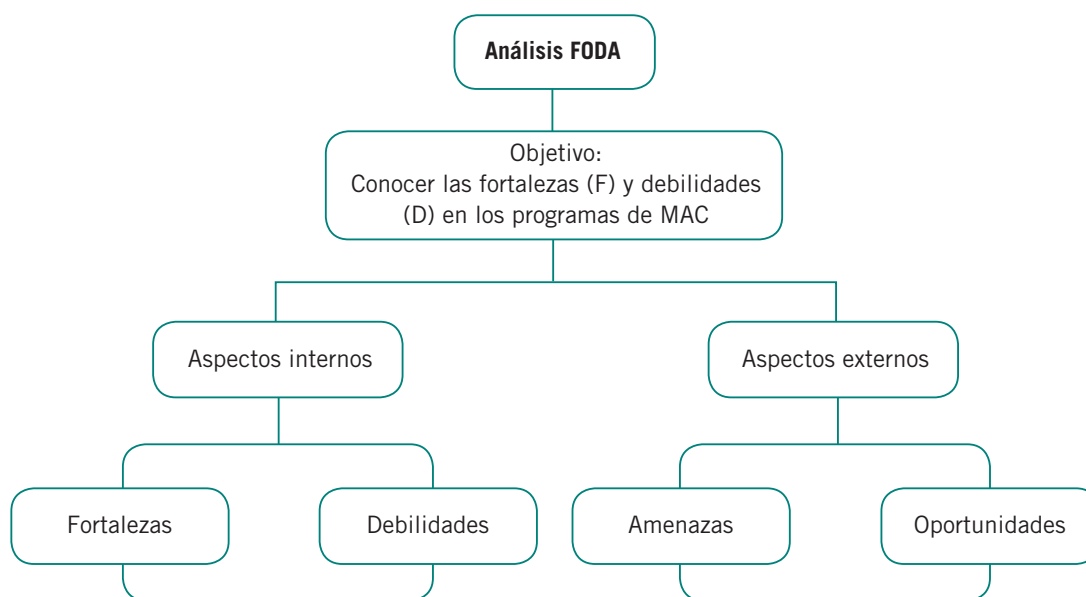 Análisis FODA
Objetivo:
Conocer las fortalezas (F) y debilidades
(D) en los programas de MAC
Aspectos internos
Aspectos externos
Fortalezas
Debilidades
Amenazas
Oportunidades